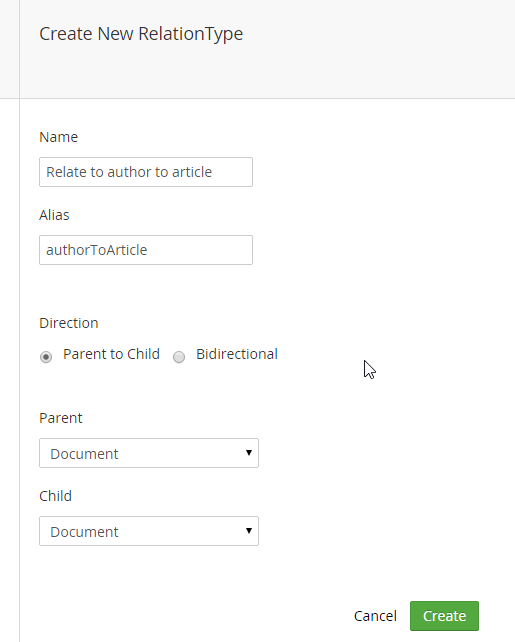 Create New RelationType
Name
Relate to author to article
Alias
authorToArticle
Direction
Parent to Child Bidirectional
Parent
Document
Child
Document
Cancel Create